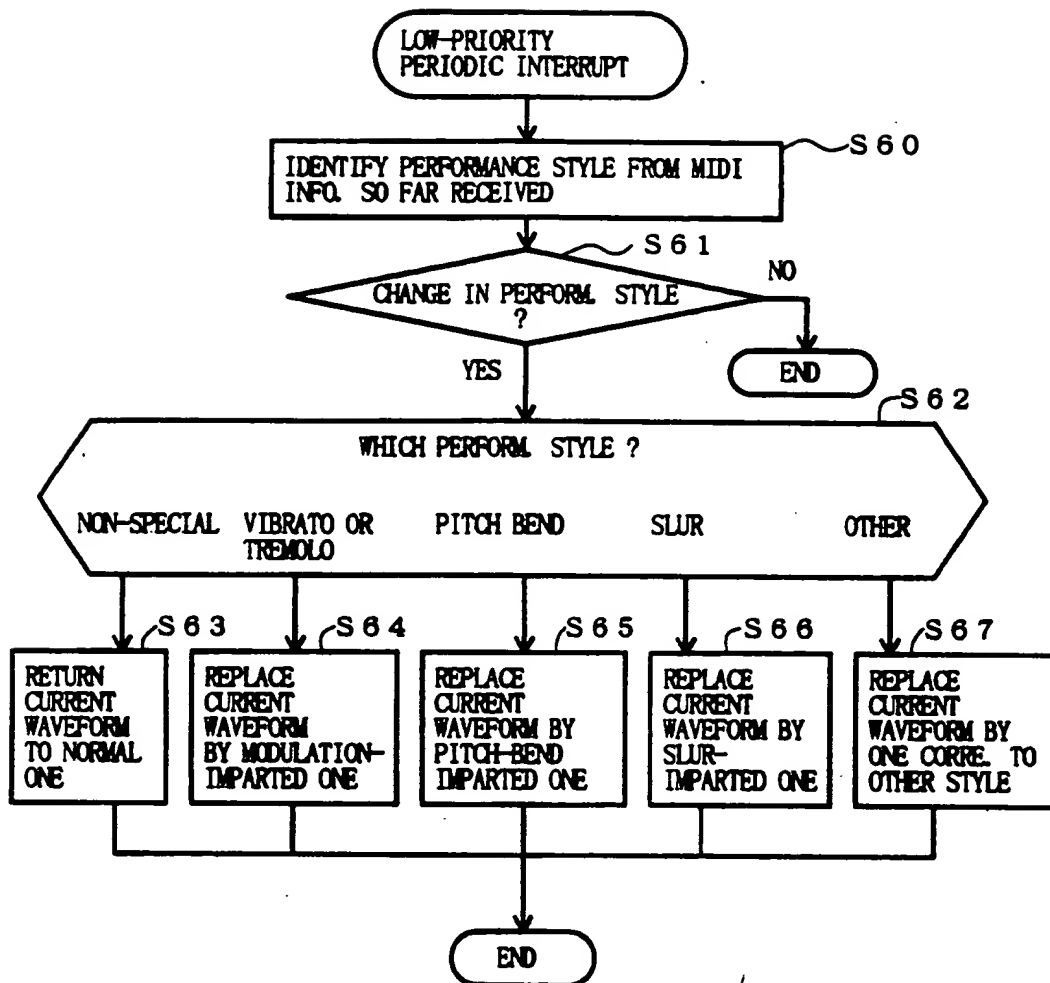 LOW-PRIORITY
PERIODIC INTERRUPT
S60
IDENTIFY PERFORMANCE STYLE FROM MIDI
INFO. SO FAR RECEIVED
S61
CHANGE IN PERFORM. STYLE
?
NO
END
YES
S62
WHICH PERFORM. STYLE ?
NON-SPECIAL
VIBRATO OR
TREMOLO
PITCH BEND
SLUR
OTHER
S63
RETURN
CURRENT
WAVEFORM
TO NORMAL
ONE
S64
REPLACE
CURRENT
WAVEFORM
BY MODULATION-
IMPARTED ONE
S65
REPLACE
CURRENT
WAVEFORM BY
PITCH-BEND
IMPARTED ONE
S66
REPLACE
CURRENT
WAVEFORM BY
SLUR-
IMPARTED ONE
S67
REPLACE
CURRENT
WAVEFORM BY
ONE CORRE. TO
OTHER STYLE
END